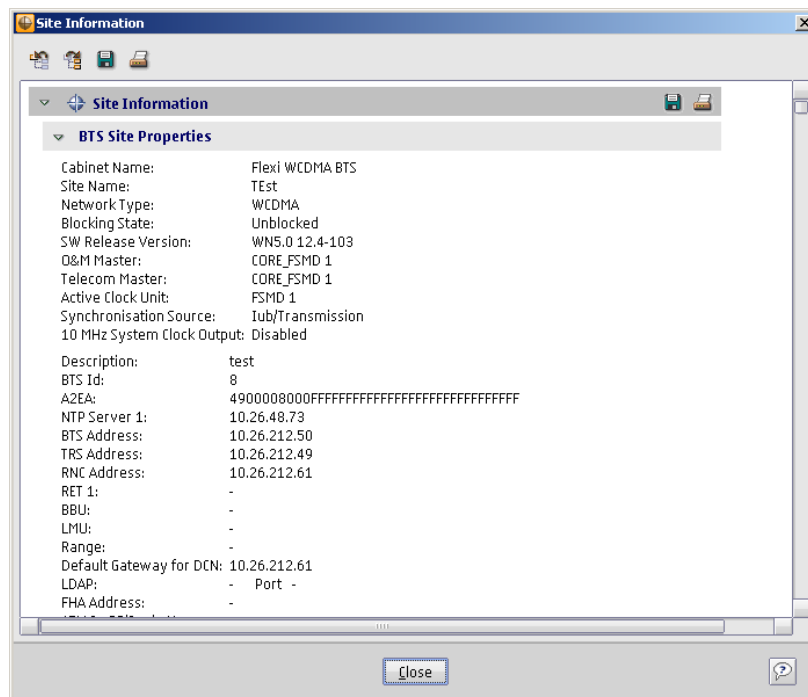 Site Information
Site Information
BTS Site Properties
Cabinet Name: Flexi WCDMA BTS
Site Name: TEst
Network Type: WCDMA
Blocking State: Unblocked
SW Release Version: WN5.0 12.4-103
O&M Master: CORE_FSMD 1
Telecom Master: CORE_FSMD 1
Active Clock Unit: FSMD 1
Synchronisation Source: Iub/Transmission
10 MHz System Clock Output: Disabled
Description: test
BTS Id: 8
A2EA: 4900008000FFFFFFFFFFFFFFFFFFFFFFFFFFFFFF
NTP Server 1: 10.26.48.73
BTS Address: 10.26.212.50
TRS Address: 10.26.212.49
RNC Address: 10.26.212.61
RET 1: -
BBU: -
LMU: -
Range: -
Default Gateway for DCN: 10.26.212.61
LDAP: - Port -
FHA Address: -
Close